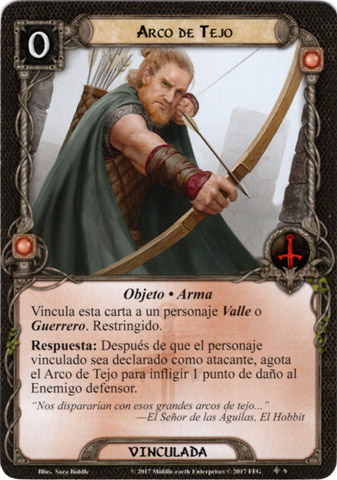 0
ARCO DE TEJO
Objeto • Arma
Vincula esta carta a un personaje Valle o
Guerrero. Restringido.
Respuesta: Después de que el personaje
vinculado sea declarado como atacante, agota
el Arco de Tejo para infligir 1 punto de daño al
Enemigo defensor.
"Nos dispararían con esos grandes arcos de tejo..."
—El Señor de las Águilas, El Hobbit
VINCULADA
Illus. Sara Biddle
© 2017 Middle-earth Enterprises © 2017 FFG
9